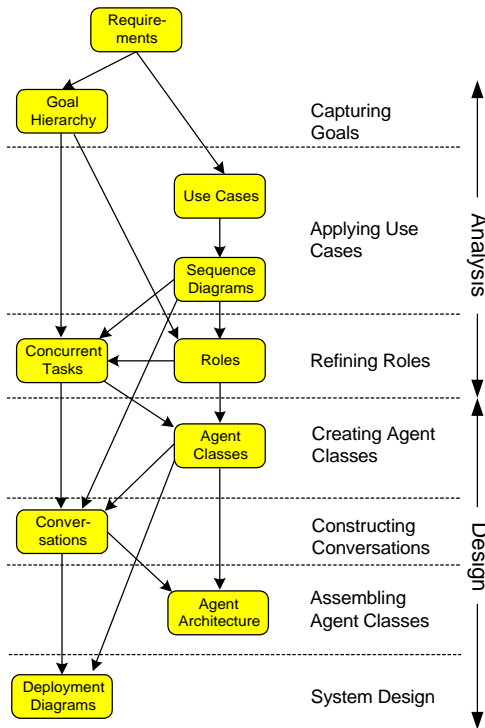 Require-
ments
Goal
Hierarchy
Capturing
Goals
Use Cases
Applying Use
Cases
Sequence
Diagrams
Analysis
Concurrent
Tasks
Roles
Refining Roles
Agent
Classes
Creating Agent
Classes
Conver-
sations
Constructing
Conversations
Design
Agent
Architecture
Assembling
Agent Classes
Deployment
Diagrams
System Design